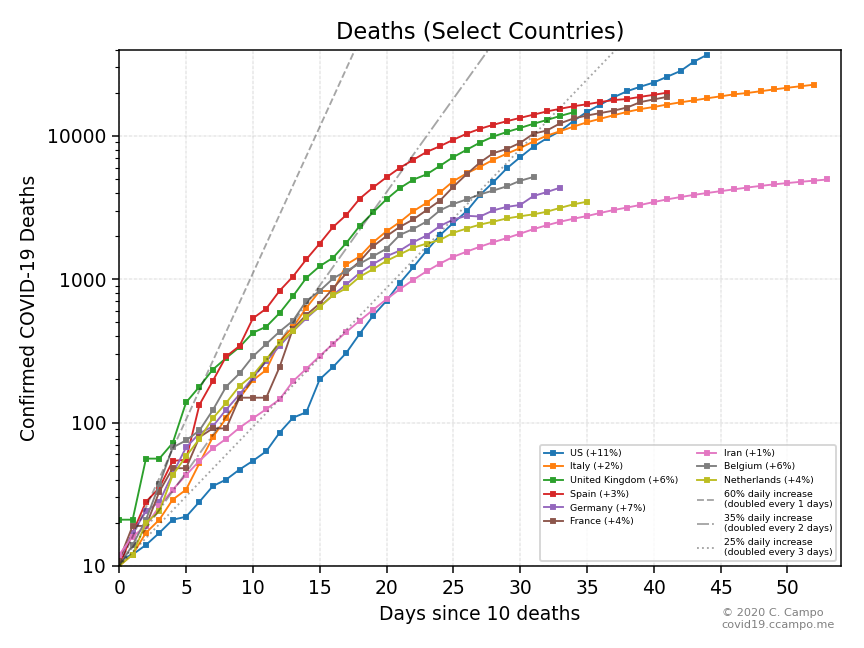 Deaths (Select Countries)
Confirmed COVID-19 Deaths
10000
1000
100
10
0 5 10 15 20 25 30 35 40 45 50
Days since 10 deaths
US (+11%)
Italy (+2%)
United Kingdom (+6%)
Spain (+3%)
Germany (+7%)
France (+4%)
Iran (+1%)
Belgium (+6%)
Netherlands (+4%)
60% daily increase
(doubled every 1 days)
35% daily increase
(doubled every 2 days)
25% daily increase
(doubled every 3 days)
© 2020 C. Campo
covid19.ccampo.me